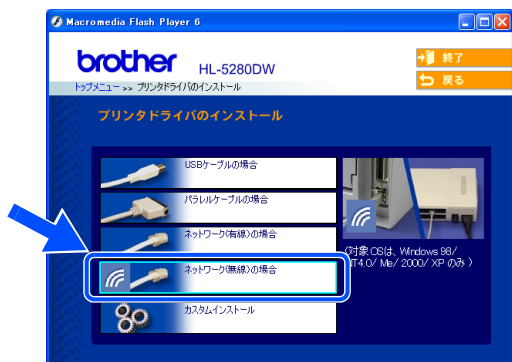 Macromedia Flash Player 6
brother
HL-5280DW
終了
戻る
トップメニュー >> プリンタドライバのインストール
プリンタドライバのインストール
USBケーブルの場合
パラレルケーブルの場合
ネットワーク(有線)の場合
ネットワーク(無線)の場合
カスタムインストール
(対象OSは、Windows 98/
NT4.0/ Me/ 2000/ XP のみ )